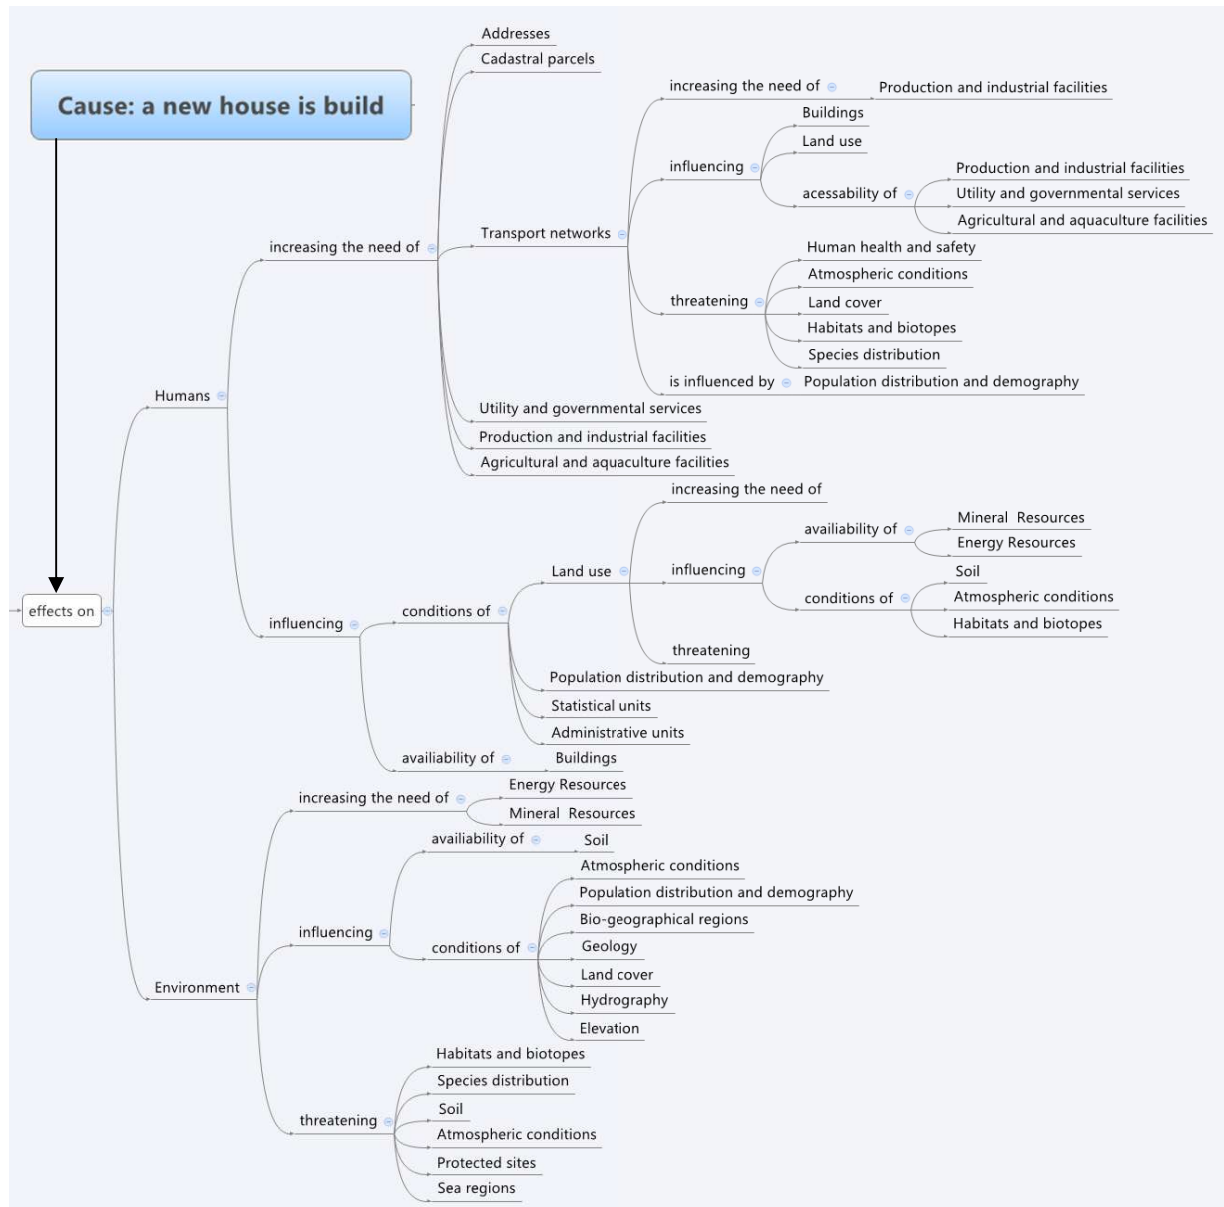 Addresses
Cadastral parcels
Cause: a new house is build
increasing the need of
Production and industrial facilities
Buildings
Land use
influencing
acessability of
Production and industrial facilities
Utility and governmental services
Agricultural and aquaculture facilities
increasing the need of
Transport networks
Human health and safety
Atmospheric conditions
threatening
Land cover
Habitats and biotopes
Species distribution
is influenced by
Population distribution and demography
Humans
Utility and governmental services
Production and industrial facilities
Agricultural and aquaculture facilities
increasing the need of
availiability of
Mineral Resources
Energy Resources
Land use
influencing
Soil
conditions of
Atmospheric conditions
Habitats and biotopes
effects on
influencing
conditions of
threatening
Population distribution and demography
Statistical units
Administrative units
availiability of
Buildings
increasing the need of
Energy Resources
Mineral Resources
availiability of
Soil
Atmospheric conditions
Population distribution and demography
Bio-geographical regions
influencing
conditions of
Geology
Land cover
Hydrography
Elevation
Environment
Habitats and biotopes
Species distribution
Soil
threatening
Atmospheric conditions
Protected sites
Sea regions